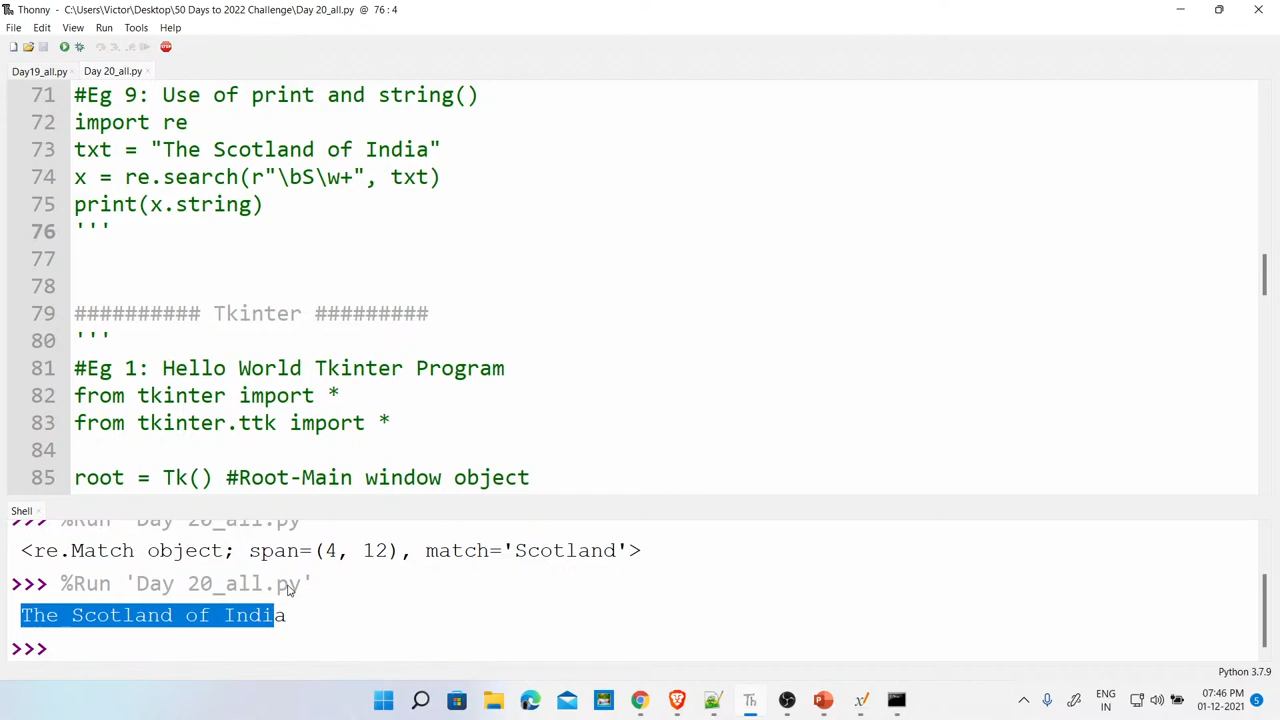 Thonny - C:\Users\Victor\Desktop\50 Days to 2022 Challenge\Day 20_all.py @ 76:4
File Edit View Run Tools Help
STOP
Day19_all.py × Day 20_all.py ×
71 #Eg 9: Use of print and string()
72 import re
73 txt = "The Scotland of India"
74 x = re.search(r"\bS\w+", txt)
75 print(x.string)
76 '''
77
78
79 ########## Tkinter #########
80 '''
81 #Eg 1: Hello World Tkinter Program
82 from tkinter import *
83 from tkinter.ttk import *
84
85 root = Tk() #Root-Main window object
Shell ×
>>> %Run 'Day 20_all.py'
<re.Match object; span=(4, 12), match='Scotland'>
>>> %Run 'Day 20_all.py'
The Scotland of India
>>>
Python 3.7.9
Th
ENG
IN
07:46 PM
01-12-2021
5